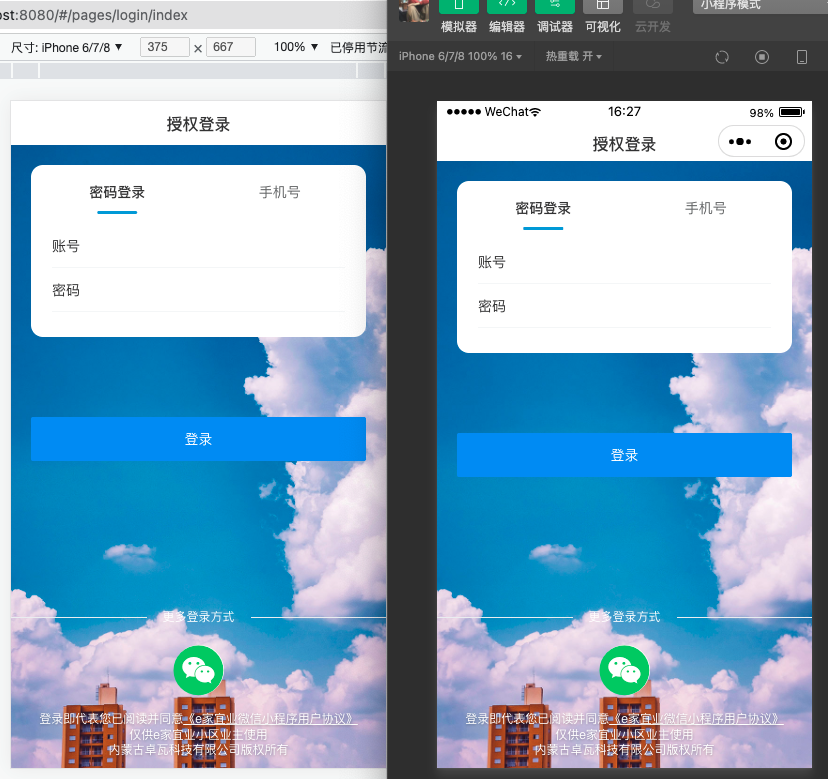 ost:8080/#/pages/login/index
尺寸: iPhone 6/7/8 ▼ 375 × 667 100% ▼ 已停用节流
授权登录
密码登录 手机号
账号
密码
登录
更多登录方式
登录即代表您已阅读并同意《e家宜业微信小程序用户协议》
仅供e家宜业小区业主使用
内蒙古卓瓦科技有限公司版权所有
小程序模式
模拟器 编辑器 调试器 可视化 云开发
iPhone 6/7/8 100% 16 ▾ 热重载 开 ▾
WeChat 16:27 98%
授权登录
密码登录 手机号
账号
密码
登录
更多登录方式
登录即代表您已阅读并同意《e家宜业微信小程序用户协议》
仅供e家宜业小区业主使用
内蒙古卓瓦科技有限公司版权所有